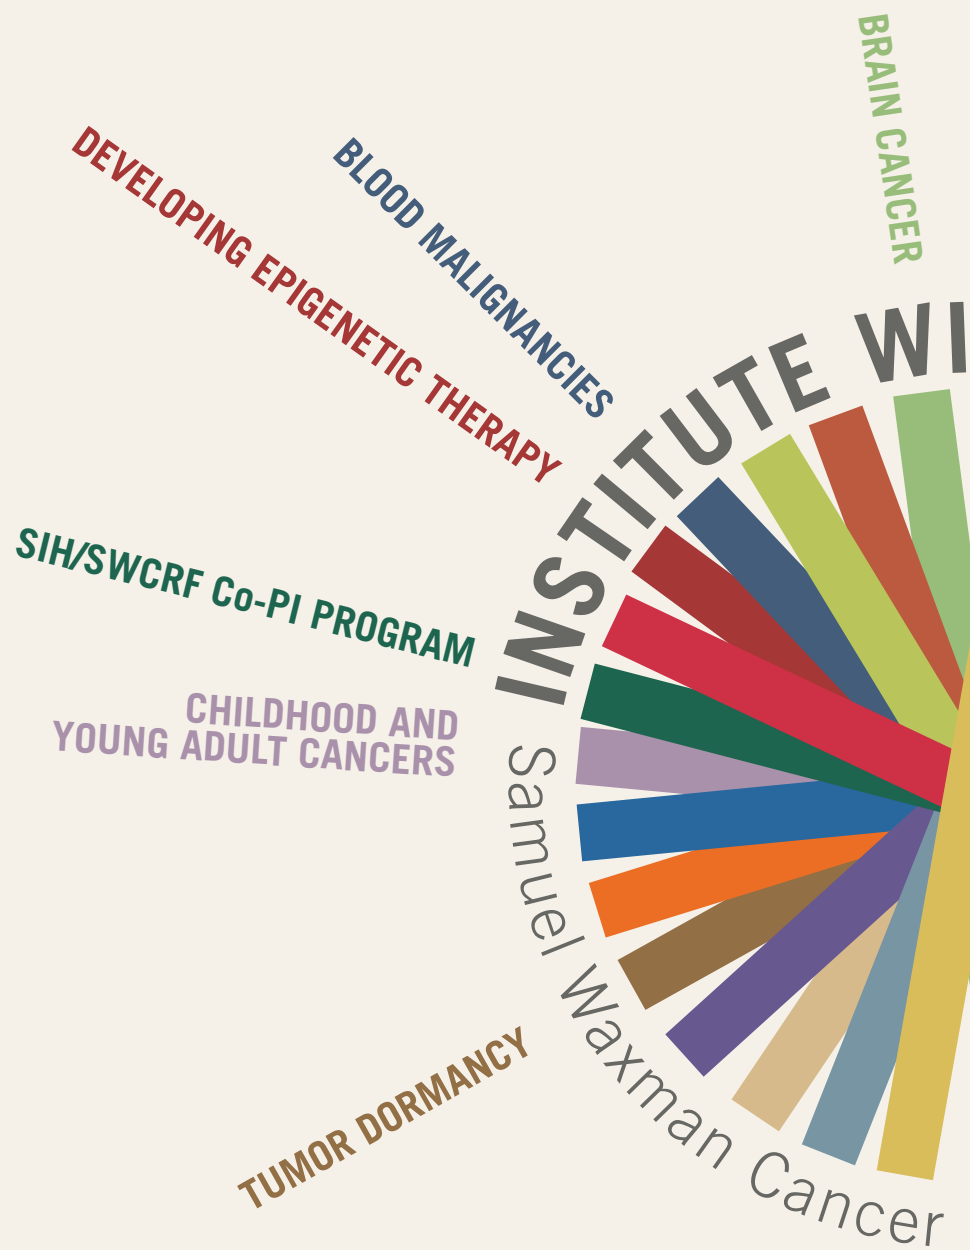 BRAIN CANCER
BLOOD MALIGNANCIES
DEVELOPING EPIGENETIC THERAPY
SIH/SWCRF Co-PI PROGRAM
CHILDHOOD AND
YOUNG ADULT CANCERS
TUMOR DORMANCY
INSTITUTE WI
Samuel Waxman Cancer